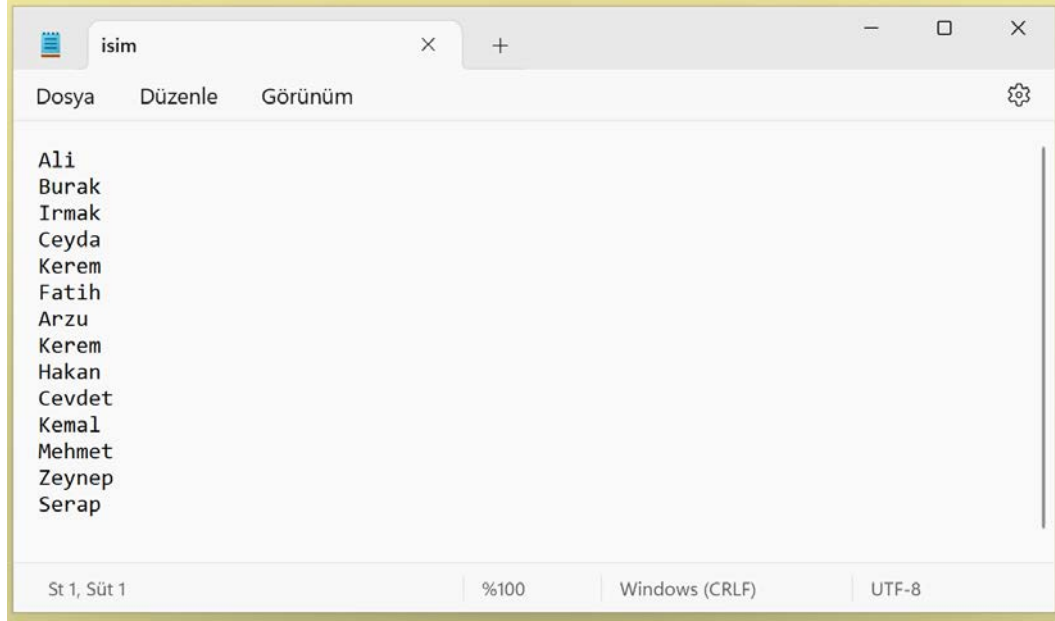 isim
Dosya Düzenle Görünüm
Ali
Burak
Irmak
Ceyda
Kerem
Fatih
Arzu
Kerem
Hakan
Cevdet
Kemal
Mehmet
Zeynep
Serap
St 1, Süt 1 %100 Windows (CRLF) UTF-8